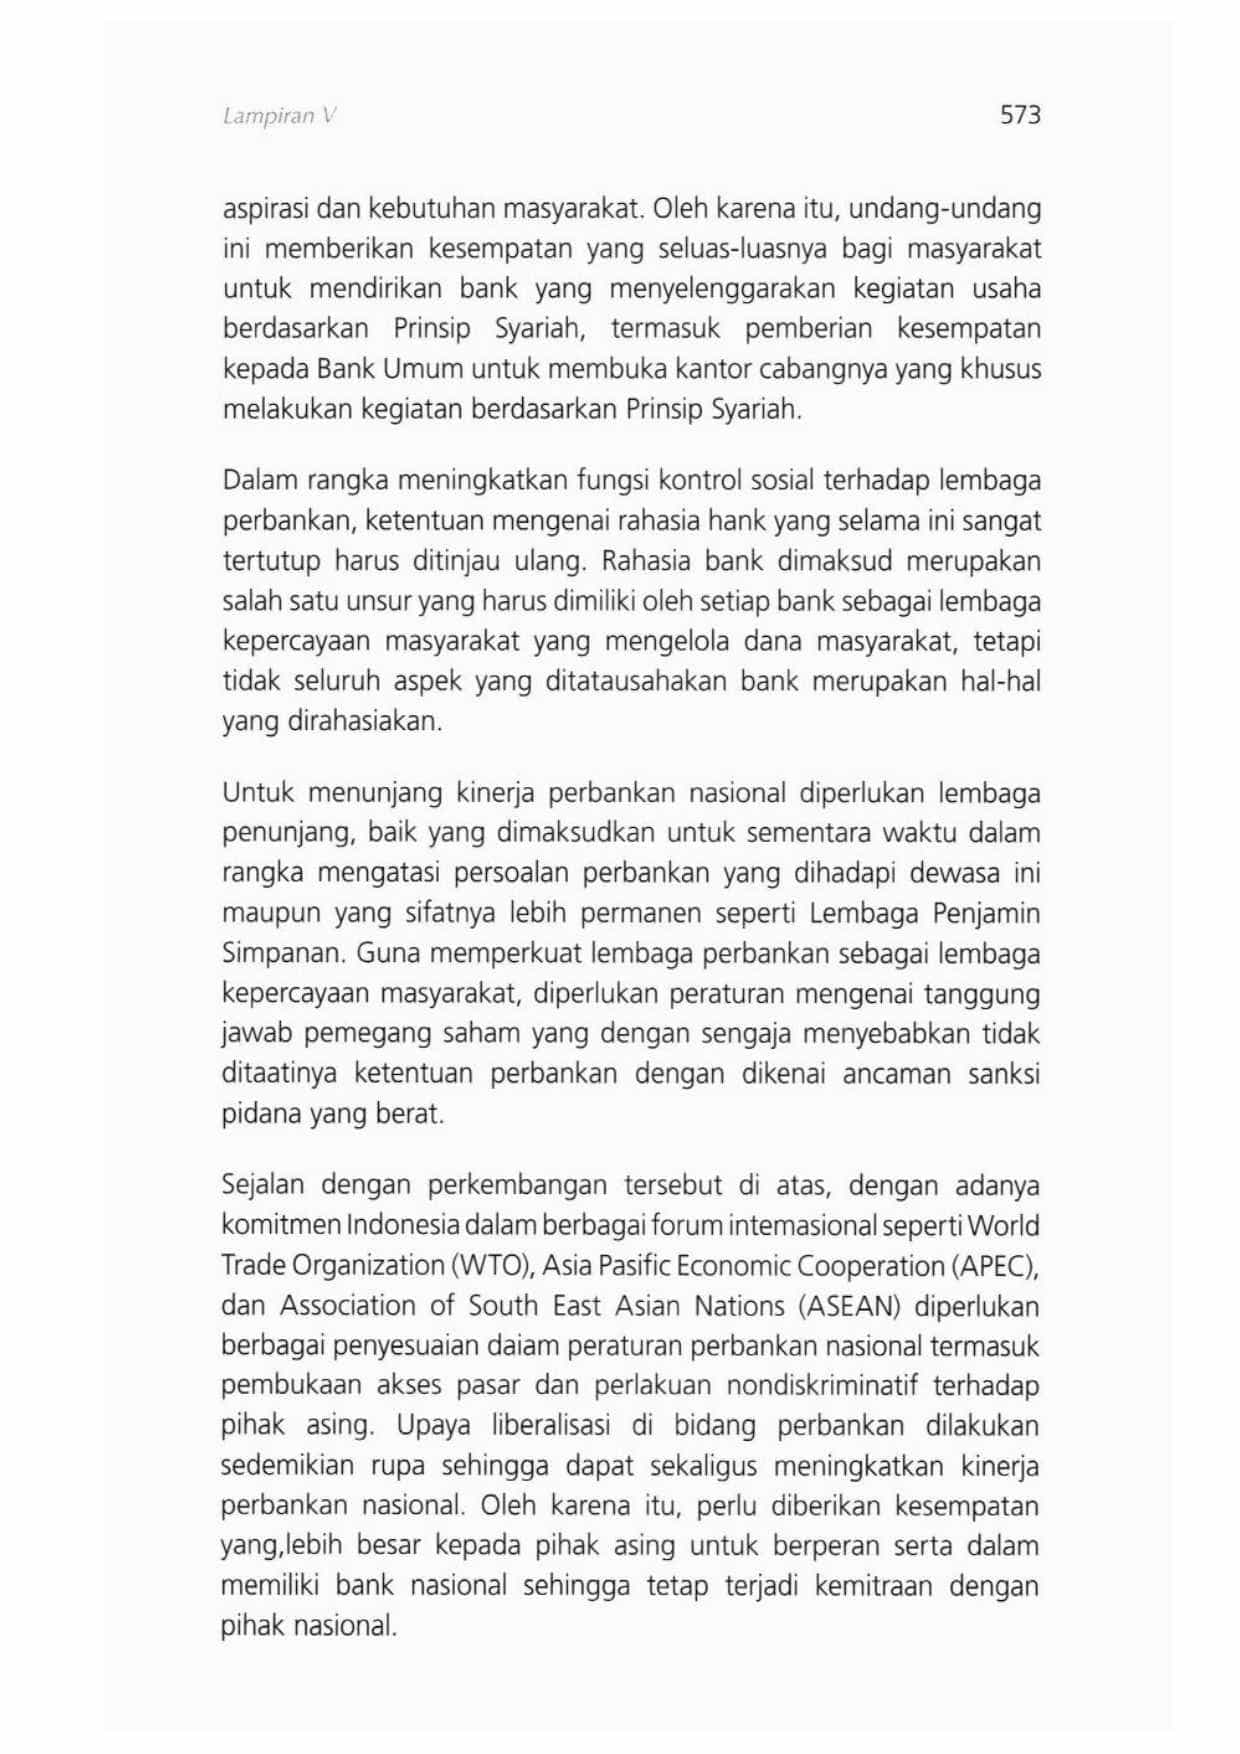 Lampiran V
573
aspirasi dan kebutuhan masyarakat. Oleh karena itu, undang-undang
ini memberikan kesempatan yang seluas-luasnya bagi masyarakat
untuk mendirikan bank yang menyelenggarakan kegiatan usaha
berdasarkan Prinsip Syariah, termasuk pemberian kesempatan
kepada Bank Umum untuk membuka kantor cabangnya yang khusus
melakukan kegiatan berdasarkan Prinsip Syariah.
Dalam rangka meningkatkan fungsi kontrol sosial terhadap lembaga
perbankan, ketentuan mengenai rahasia hank yang selama ini sangat
tertutup harus ditinjau ulang. Rahasia bank dimaksud merupakan
salah satu unsur yang harus dimiliki oleh setiap bank sebagai lembaga
kepercayaan masyarakat yang mengelola dana masyarakat, tetapi
tidak seluruh aspek yang ditatausahakan bank merupakan hal-hal
yang dirahasiakan.
Untuk menunjang kinerja perbankan nasional diperlukan lembaga
penunjang, baik yang dimaksudkan untuk sementara waktu dalam
rangka mengatasi persoalan perbankan yang dihadapi dewasa ini
maupun yang sifatnya lebih permanen seperti Lembaga Penjamin
Simpanan. Guna memperkuat lembaga perbankan sebagai lembaga
kepercayaan masyarakat, diperlukan peraturan mengenai tanggung
jawab pemegang saham yang dengan sengaja menyebabkan tidak
ditaatinya ketentuan perbankan dengan dikenai ancaman sanksi
pidana yang berat.
Sejalan dengan perkembangan tersebut di atas, dengan adanya
komitmen Indonesia dalam berbagai forum intemasional seperti World
Trade Organization (WTO), Asia Pasific Economic Cooperation (APEC),
dan Association of South East Asian Nations (ASEAN) diperlukan
berbagai penyesuaian daiam peraturan perbankan nasional termasuk
pembukaan akses pasar dan perlakuan nondiskriminatif terhadap
pihak asing. Upaya liberalisasi di bidang perbankan dilakukan
sedemikian rupa sehingga dapat sekaligus meningkatkan kinerja
perbankan nasional. Oleh karena itu, perlu diberikan kesempatan
yang,lebih besar kepada pihak asing untuk berperan serta dalam
memiliki bank nasional sehingga tetap terjadi kemitraan dengan
pihak nasional.